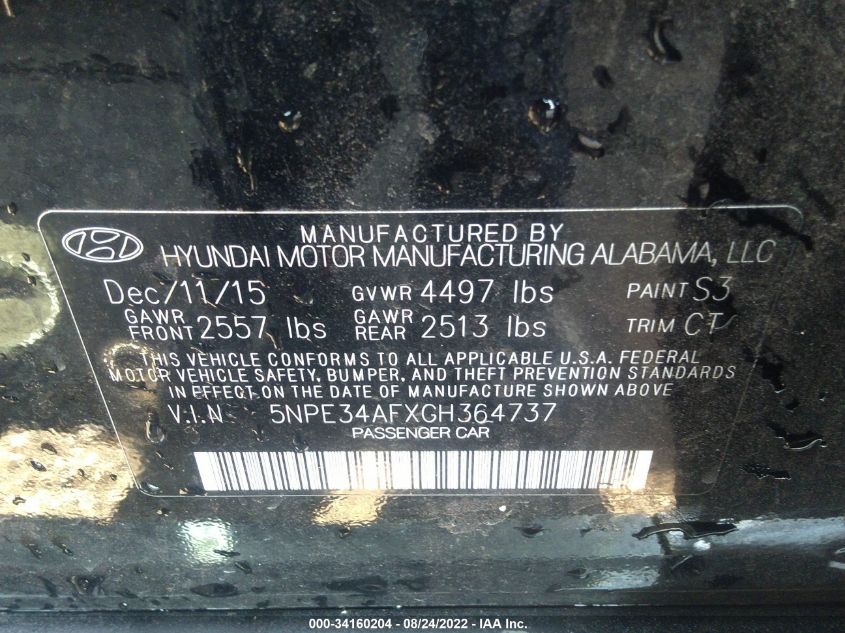 MANUFACTURED BY
HYUNDAI MOTOR MANUFACTURING ALABAMA, LLC
Dec/11/15 GVWR 4497 lbs PAINT S3
GAWR FRONT 2557 lbs GAWR REAR 2513 lbs TRIM CT
THIS VEHICLE CONFORMS TO ALL APPLICABLE U.S.A. FEDERAL
MOTOR VEHICLE SAFETY, BUMPER, AND THEFT PREVENTION STANDARDS
IN EFFECT ON THE DATE OF MANUFACTURE SHOWN ABOVE
V.I.N 5NPE34AFXGH364737
PASSENGER CAR
000-34160204 - 08/24/2022 - IAA Inc.